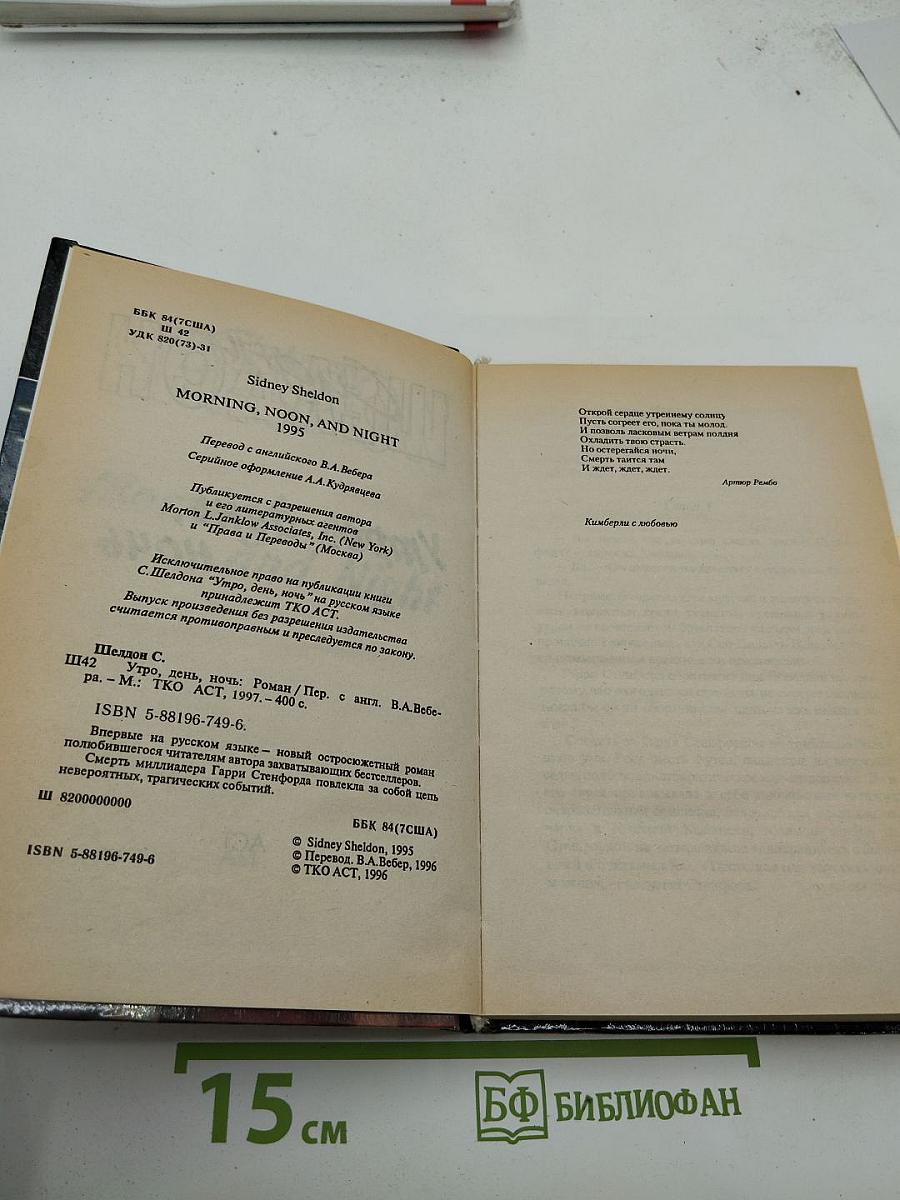 ББК 84(7США)
Ш 42
УДК 820(73)-31
Sidney Sheldon
MORNING, NOON, AND NIGHT
1995
Перевод с английского В.А.Вебера
Серийное оформление А.А.Кудрявцева
Публикуется с разрешения автора
и его литературных агентов
Morton L.Janklow Associates, Inc. (New York)
и "Права и Переводы" (Москва)
Исключительное право на публикации книги
С.Шелдона "Утро, день, ночь" на русском языке
принадлежит ТКО АСТ.
Выпуск произведения без разрешения издательства
считается противоправным и преследуется по закону.
Шелдон С.
Ш42 Утро, день, ночь: Роман / Пер. с англ. В.А.Вебе-
ра. – М.: ТКО АСТ, 1997. – 400 с.
ISBN 5-88196-749-6.
Впервые на русском языке – новый остросюжетный роман
полюбившегося читателям автора захватывающих бестселлеров.
Смерть миллиадера Гарри Стенфорда повлекла за собой цепь
невероятных, трагических событий.
Ш 8200000000
ББК 84(7США)
© Sidney Sheldon, 1995
ISBN 5-88196-749-6
© Перевод. В.А.Вебер, 1996
© ТКО АСТ, 1996
Открой сердце утреннему солнцу
Пусть согреет его, пока ты молод.
И позволь ласковым ветрам полдня
Охладить твою страсть.
Но остерегайся ночи,
Смерть таится там
И ждет, ждет, ждет.
Артюр Рембо
Кимберли с любовью
15 см
БФ БИБЛИОФАН